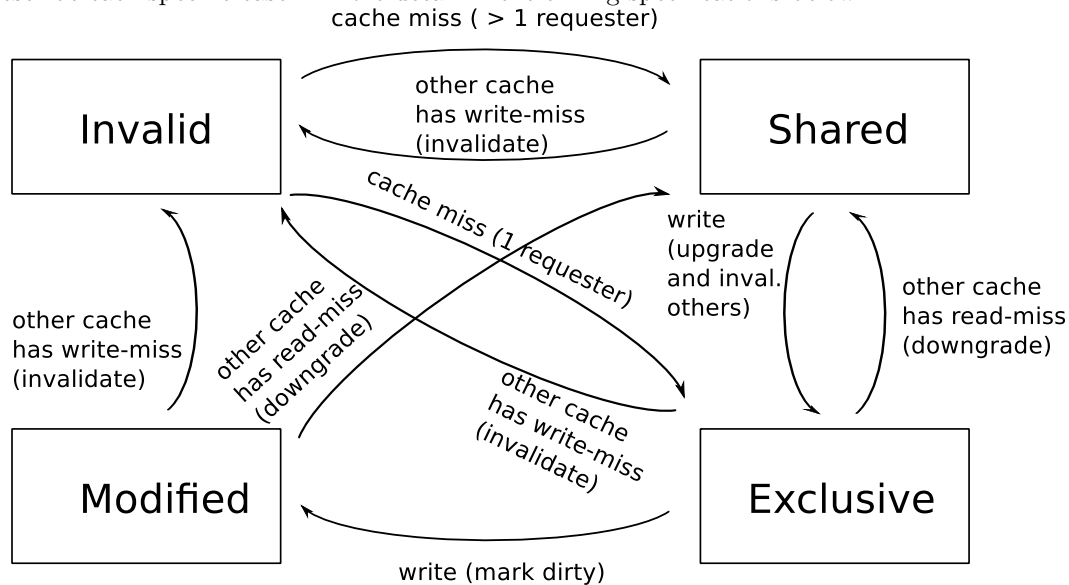 cache miss ( > 1 requester)
other cache
has write-miss
(invalidate)
Invalid
Shared
cache miss (1 requester)
write
(upgrade
and inval.
others)
other cache
has read-miss
(downgrade)
other cache
has write-miss
(invalidate)
other cache
has read-miss
(downgrade)
other cache
has write-miss
(invalidate)
Modified
Exclusive
write (mark dirty)